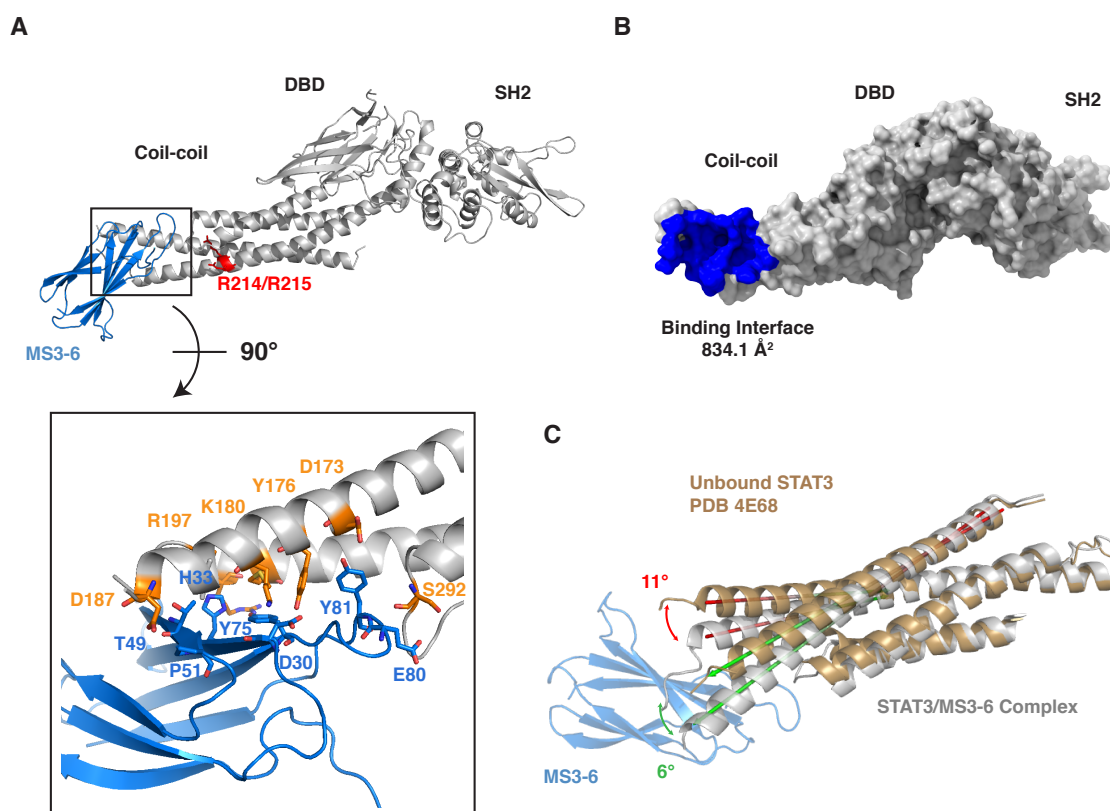 A
DBD
SH2
Coil-coil
R214/R215
MS3-6
90°
D173
Y176
K180
R197
H33
D187
S292
Y81
T49
Y75
P51
D30
E80
B
DBD
SH2
Coil-coil
Binding Interface
834.1 Å²
C
Unbound STAT3
PDB 4E68
11°
STAT3/MS3-6 Complex
6°
MS3-6